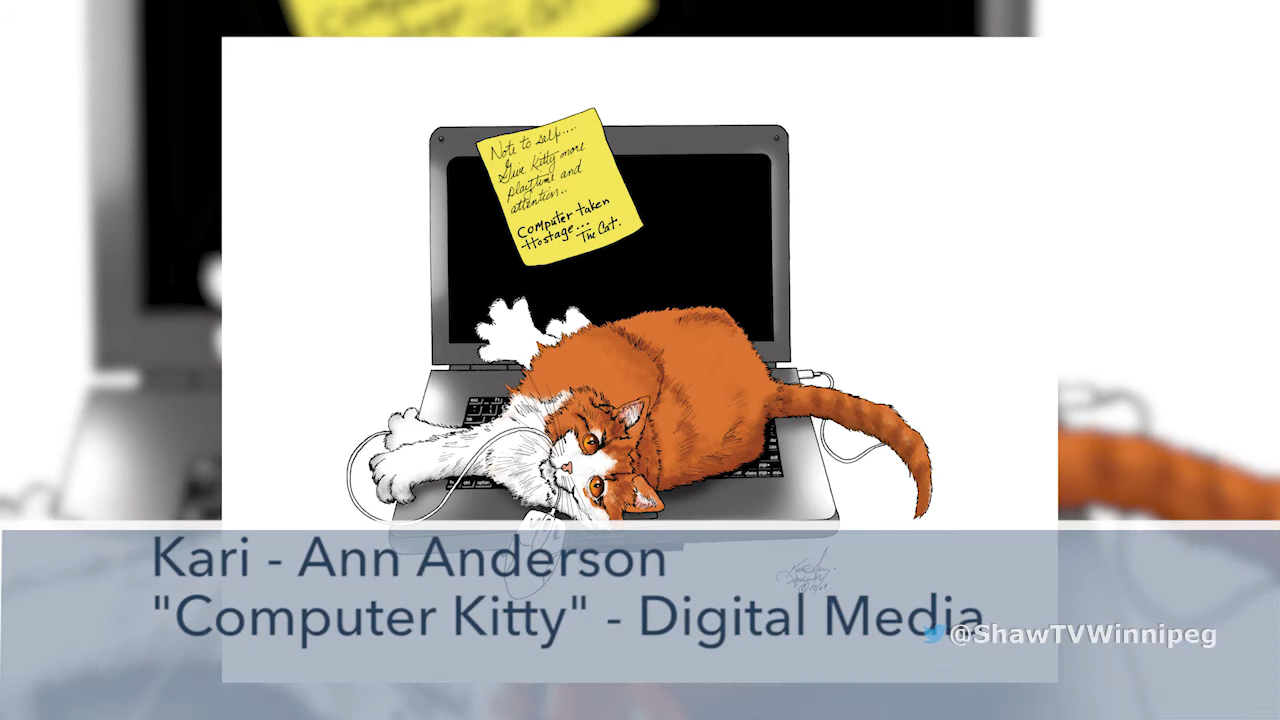 Note to self....
Give Kitty more
playtime and
attention..
Computer taken
Hostage...
The Cat.
Kari - Ann Anderson
"Computer Kitty" - Digital Media
@ShawTVWinnipeg